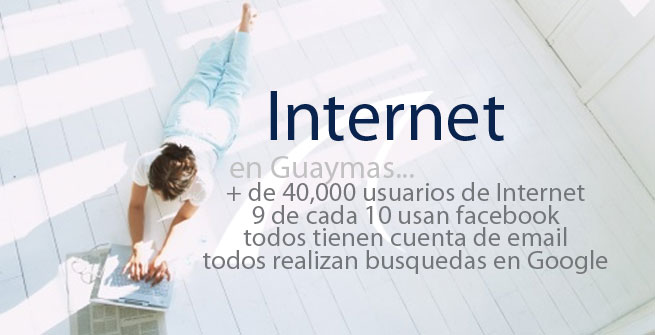 Internet
en Guaymas...
+ de 40,000 usuarios de Internet
9 de cada 10 usan facebook
todos tienen cuenta de email
todos realizan busquedas en Google